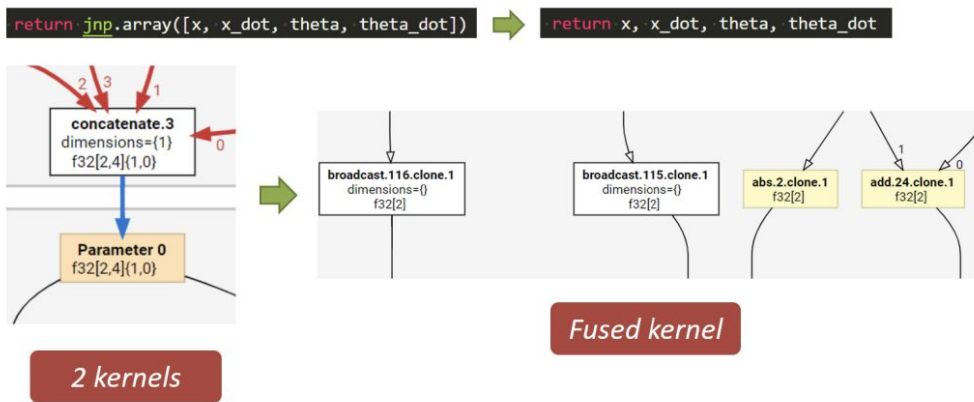 return jnp.array([x, x_dot, theta, theta_dot])
return x, x_dot, theta, theta_dot
2
3
1
0
concatenate.3
dimensions={1}
f32[2,4]{1,0}
Parameter 0
f32[2,4]{1,0}
2 kernels
broadcast.116.clone.1
dimensions={}
f32[2]
broadcast.115.clone.1
dimensions={}
f32[2]
abs.2.clone.1
f32[2]
1
0
add.24.clone.1
f32[2]
Fused kernel